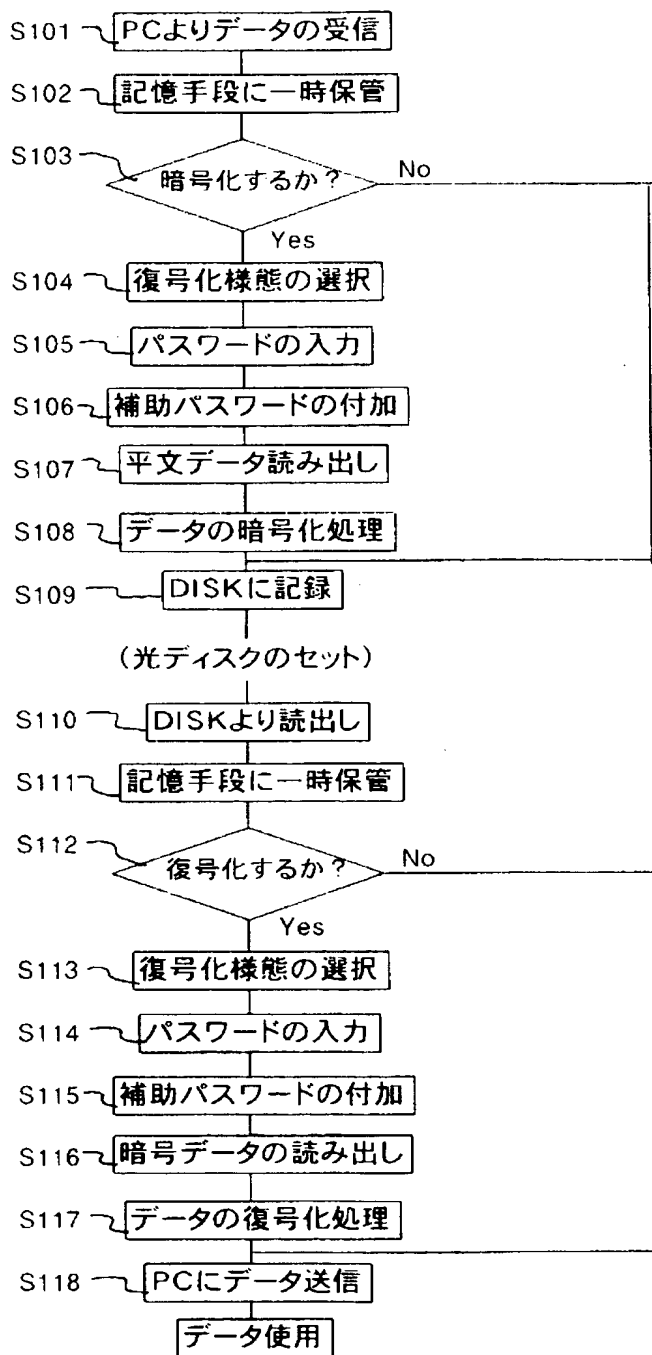 S101 PCよりデータの受信
S102 記憶手段に一時保管
S103 暗号化するか？ No
Yes
S104 復号化様態の選択
S105 パスワードの入力
S106 補助パスワードの付加
S107 平文データ読み出し
S108 データの暗号化処理
S109 DISKに記録
(光ディスクのセット)
S110 DISKより読出し
S111 記憶手段に一時保管
S112 復号化するか？ No
Yes
S113 復号化様態の選択
S114 パスワードの入力
S115 補助パスワードの付加
S116 暗号データの読み出し
S117 データの復号化処理
S118 PCにデータ送信
データ使用